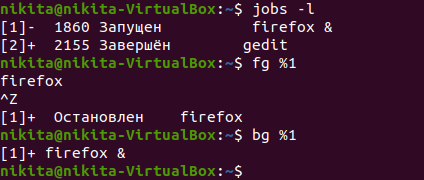 nikita@nikita-VirtualBox:~$ jobs -l
[1]-  1860 Запущен          firefox &
[2]+  2155 Завершён        gedit
nikita@nikita-VirtualBox:~$ fg %1
firefox
^Z
[1]+  Остановлен    firefox
nikita@nikita-VirtualBox:~$ bg %1
[1]+ firefox &
nikita@nikita-VirtualBox:~$